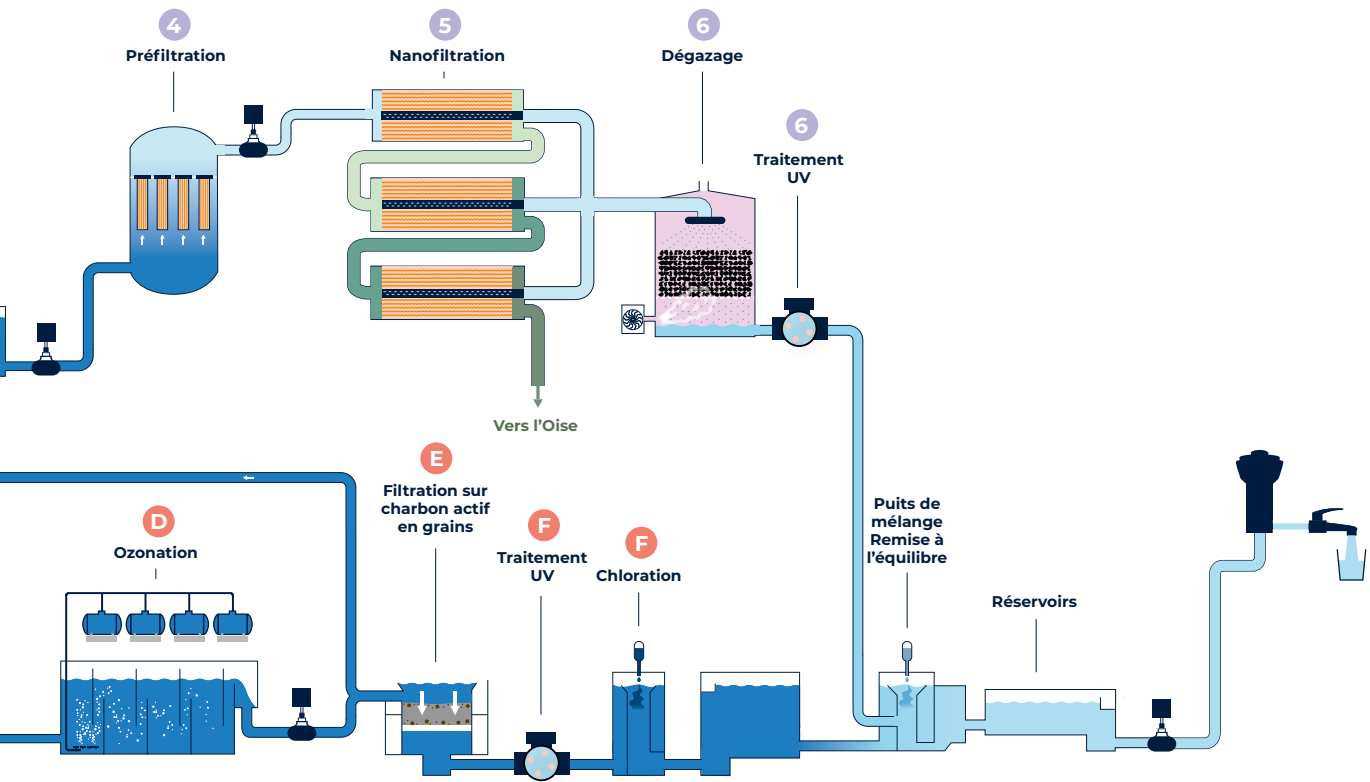 4
Préfiltration
5
Nanofiltration
6
Dégazage
6
Traitement
UV
Vers l'Oise
D
Ozonation
E
Filtration sur
charbon actif
en grains
F
Traitement
UV
F
Chloration
Puits de
mélange
Remise à
l'équilibre
Réservoirs